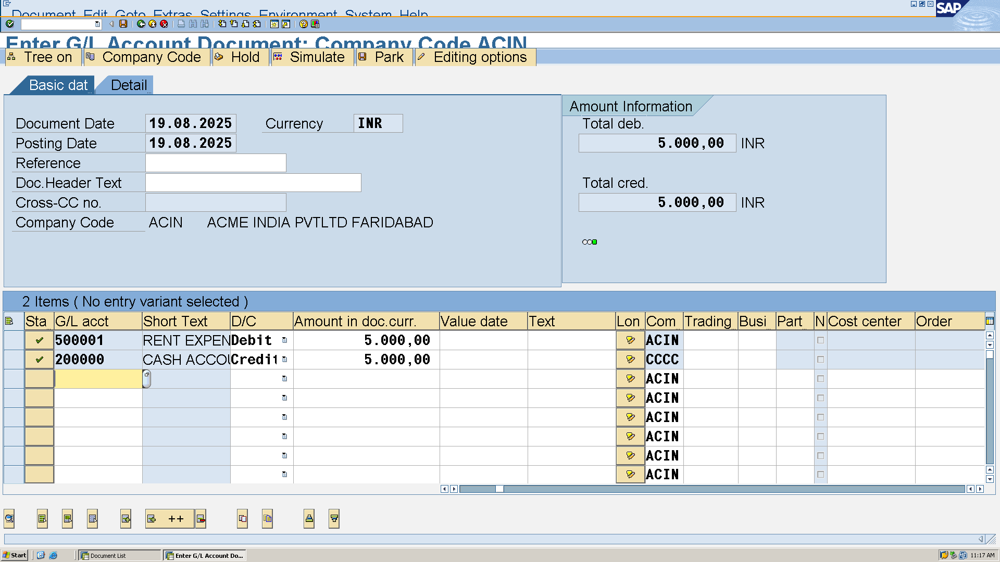 Document Edit Goto Extras Settings Environment System Help
SAP
Enter G/L Account Document: Company Code ACIN
Tree on Company Code Hold Simulate Park Editing options
Basic dat Detail
Amount Information
Document Date 19.08.2025 Currency INR
Total deb.
Posting Date 19.08.2025
5.000,00 INR
Reference
Doc.Header Text
Total cred.
Cross-CC no.
5.000,00 INR
Company Code ACIN ACME INDIA PVTLTD FARIDABAD
2 Items ( No entry variant selected )
Sta G/L acct Short Text D/C Amount in doc.curr. Value date Text Lon Com Trading Busi Part N Cost center Order
500001 RENT EXPEN Debit 5.000,00 ACIN
200000 CASH ACCOU Credit 5.000,00 CCCC
ACIN
ACIN
ACIN
ACIN
ACIN
ACIN
++
Start Document List Enter G/L Account Do... 11:17 AM